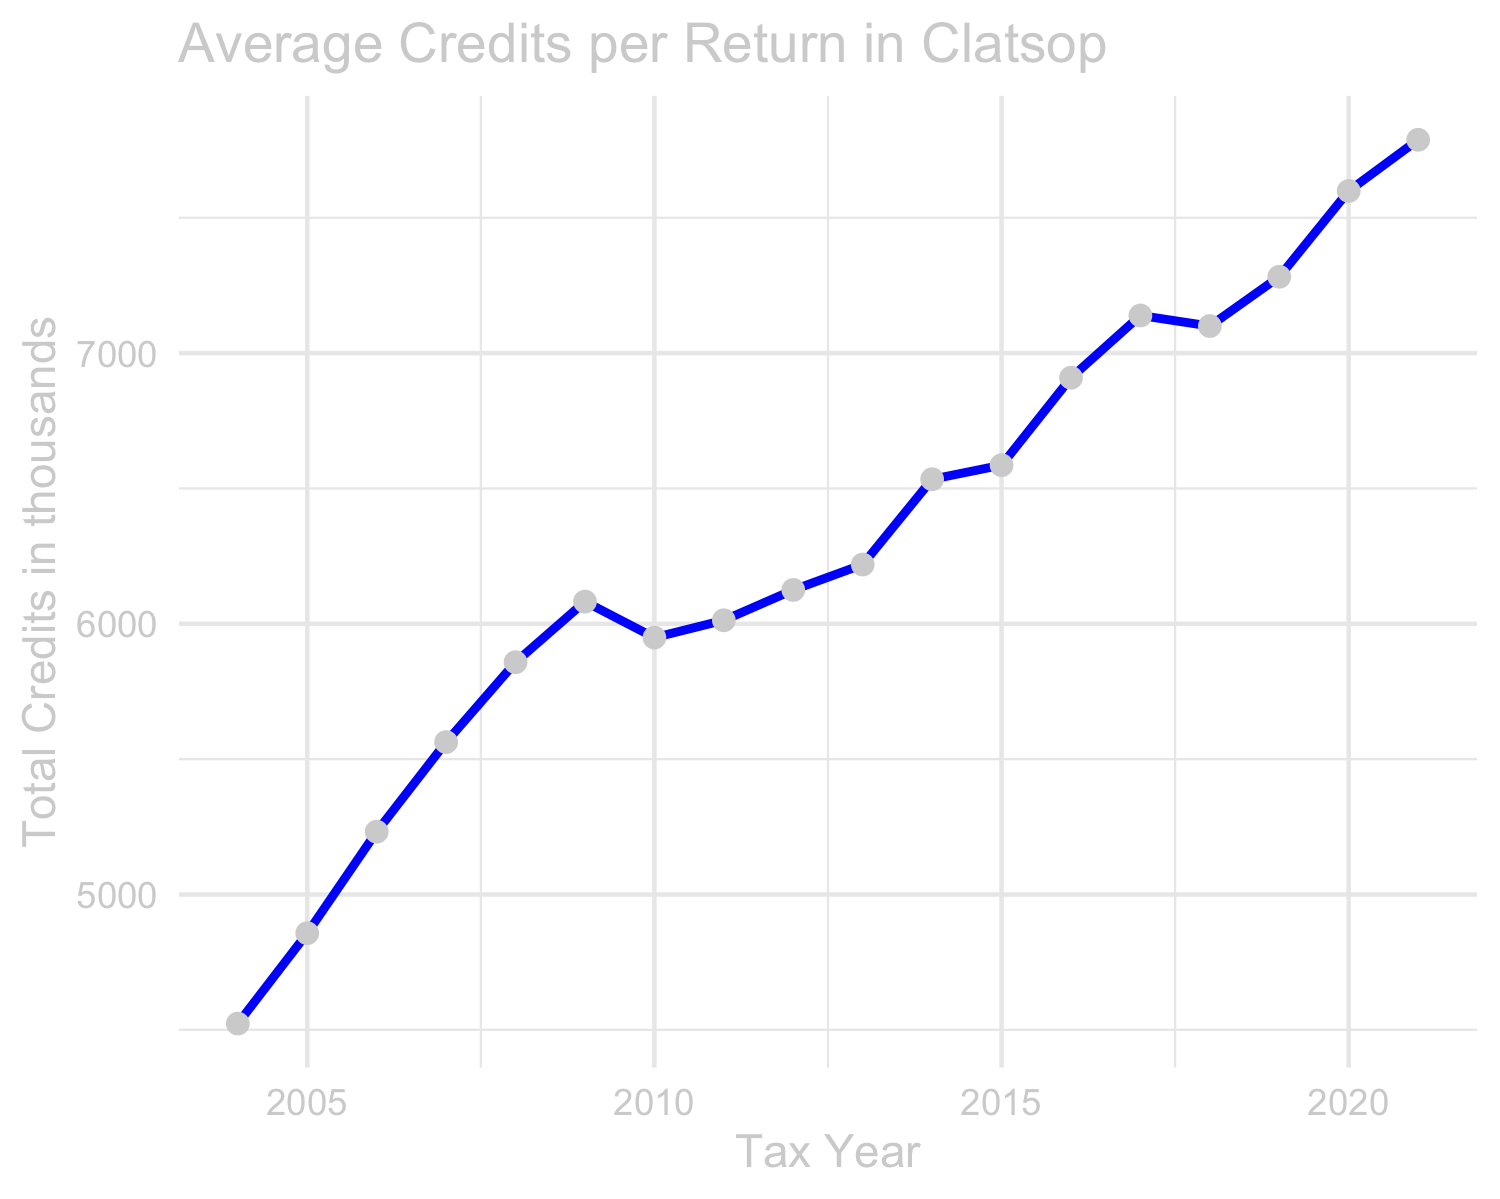 Average Credits per Return in Clatsop
Total Credits in thousands
7000
6000
5000
2005
2010
2015
2020
Tax Year